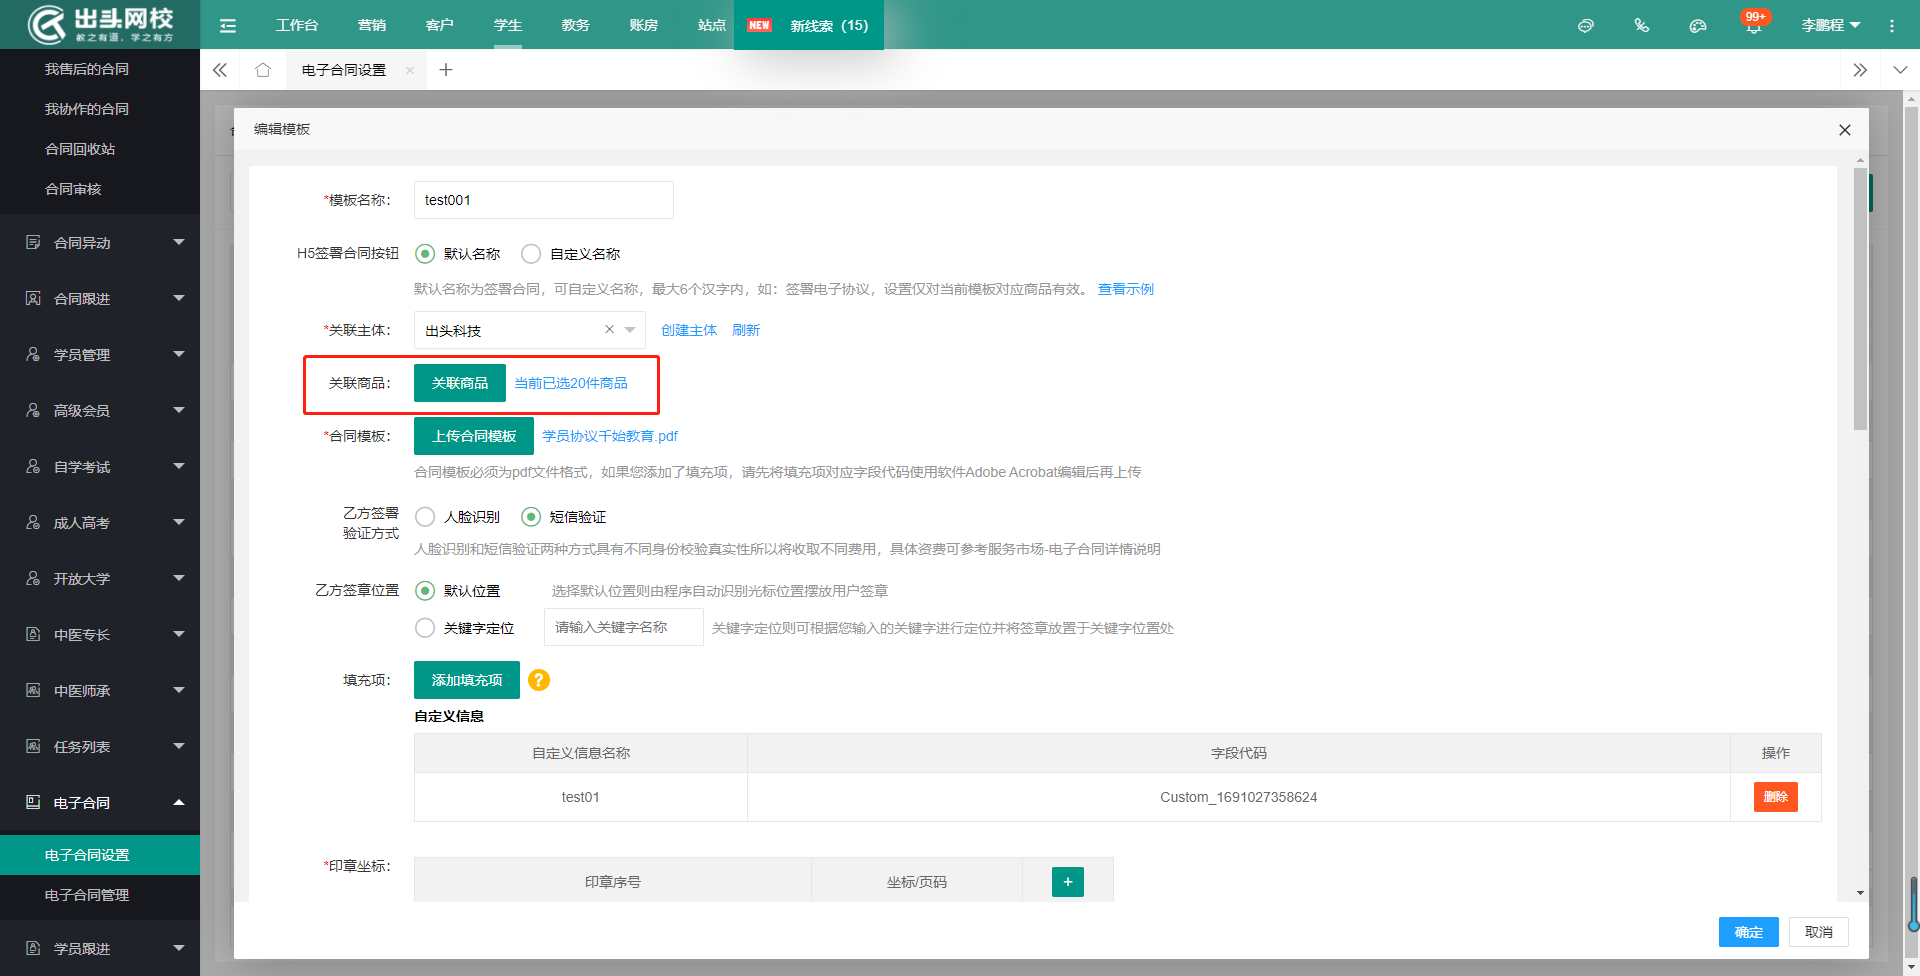 出头网校
教之有道，学之有方
工作台
营销
客户
学生
教务
账房
站点
NEW
新线索（15）
99+
李鹏程
电子合同设置
我售后的合同
我协作的合同
合同回收站
合同审核
合同异动
合同跟进
学员管理
高级会员
自学考试
成人高考
开放大学
中医专长
中医师承
任务列表
电子合同
电子合同设置
电子合同管理
学员跟进
编辑模板
*模板名称：
test001
H5签署合同按钮
默认名称
自定义名称
默认名称为签署合同，可自定义名称，最大6个汉字内，如：签署电子协议，设置仅对当前模板对应商品有效。 查看示例
*关联主体：
出头科技
创建主体
刷新
关联商品：
关联商品
当前已选20件商品
*合同模板：
上传合同模板
学员协议千始教育.pdf
合同模板必须为pdf文件格式，如果您添加了填充项，请先将填充项对应字段代码使用软件Adobe Acrobat编辑后再上传
乙方签署
验证方式
人脸识别
短信验证
人脸识别和短信验证两种方式具有不同身份校验真实性所以将收取不同费用，具体资费可参考服务市场-电子合同详情说明
乙方签章位置
默认位置
选择默认位置则由程序自动识别光标位置摆放用户签章
关键字定位
请输入关键字名称
关键字定位则可根据您输入的关键字进行定位并将签章放置于关键字位置处
填充项：
添加填充项
?
自定义信息
自定义信息名称
字段代码
操作
test01
Custom_1691027358624
删除
*印章坐标：
印章序号
坐标/页码
+
确定
取消